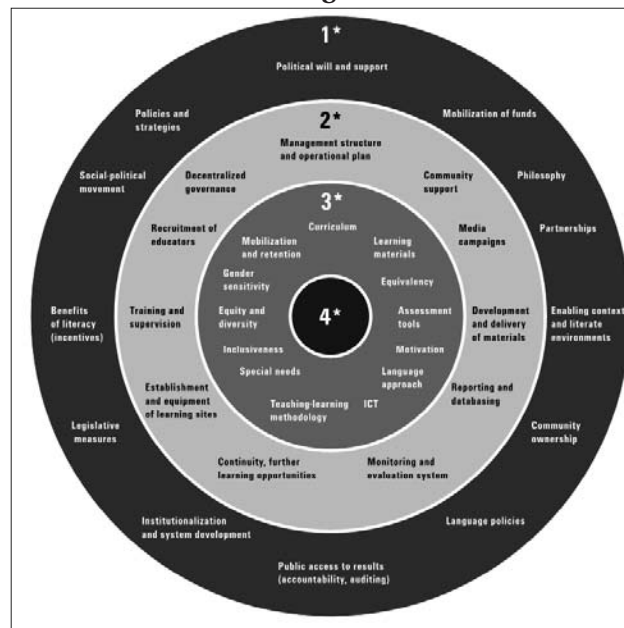 1*
Political will and support
Policies and
strategies
Mobilization of funds
Social-political
movement
Philosophy
Partnerships
Benefits
of literacy
(incentives)
Enabling context
and literate
environments
Legislative
measures
Community
ownership
Institutionalization
and system development
Language policies
Public access to results
(accountability, auditing)
2*
Management structure
and operational plan
Decentralized
governance
Community
support
Recruitment of
educators
Media
campaigns
Training and
supervision
Development
and delivery
of materials
Establishment
and equipment
of learning sites
Reporting and
databasing
Continuity, further
learning opportunities
Monitoring and
evaluation system
3*
Curriculum
Mobilization
and retention
Learning
materials
Gender
sensitivity
Equivalency
Equity and
diversity
Assessment
tools
Inclusiveness
Motivation
Special needs
Language
approach
Teaching-learning
methodology
ICT
4*